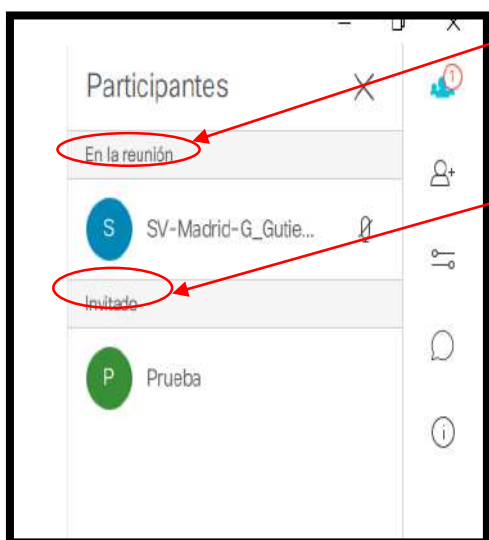 Participantes
1
En la reunión
S SV-Madrid-G_Gutie...
Invitado
P Prueba